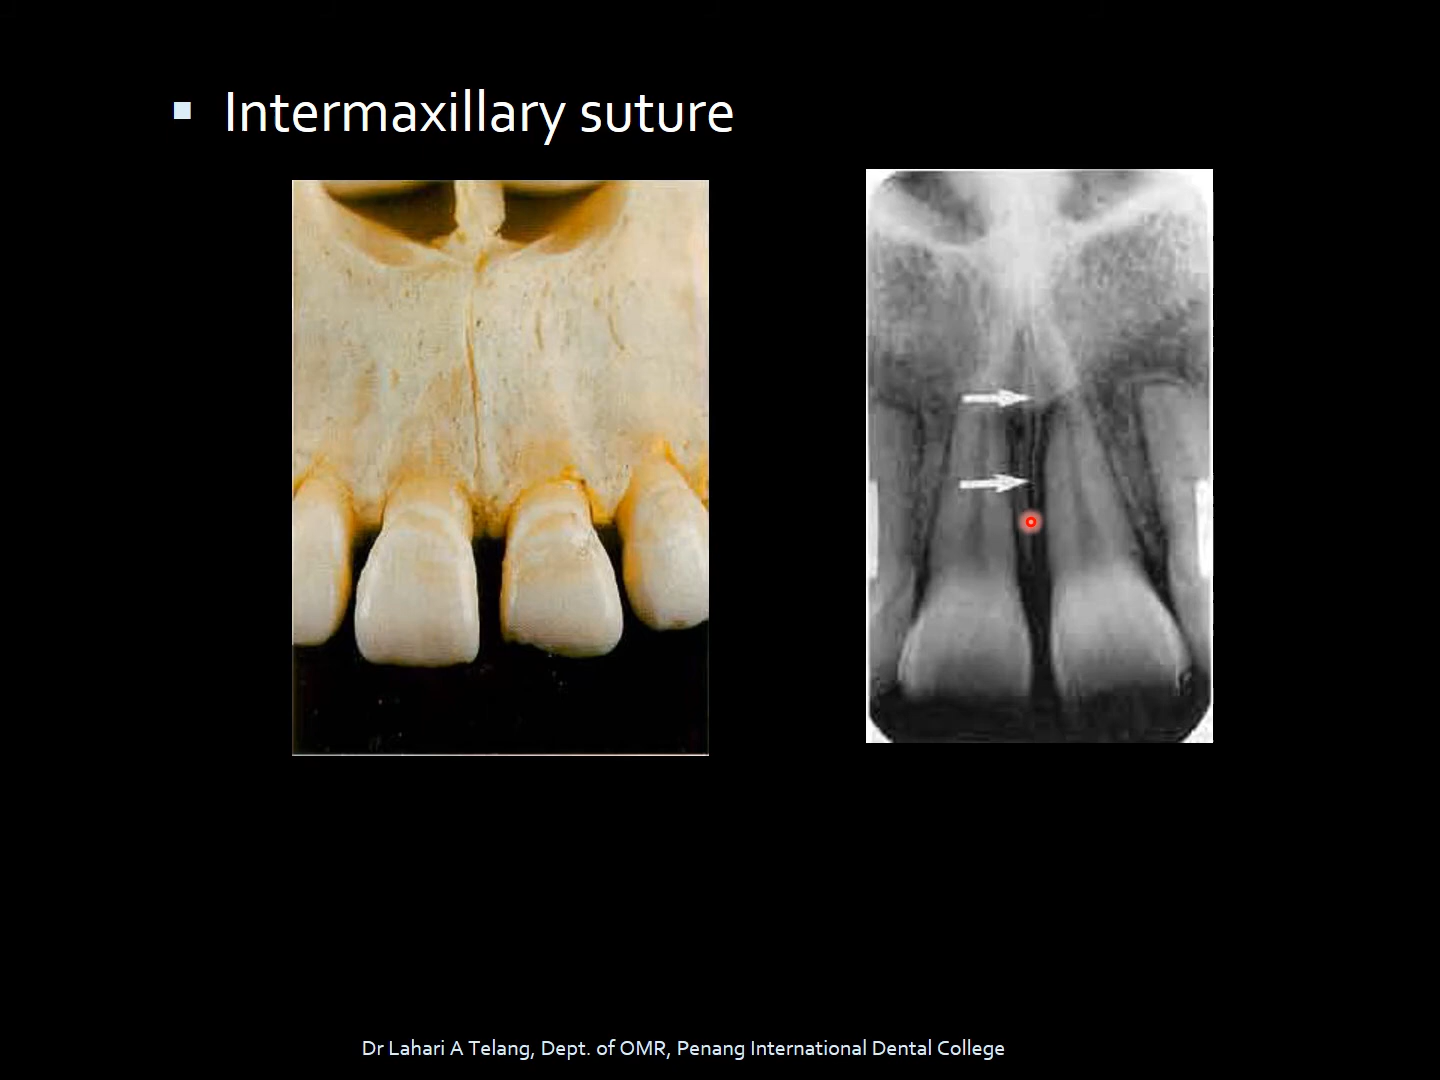 Intermaxillary suture
Dr Lahari A Telang, Dept. of OMR, Penang International Dental College